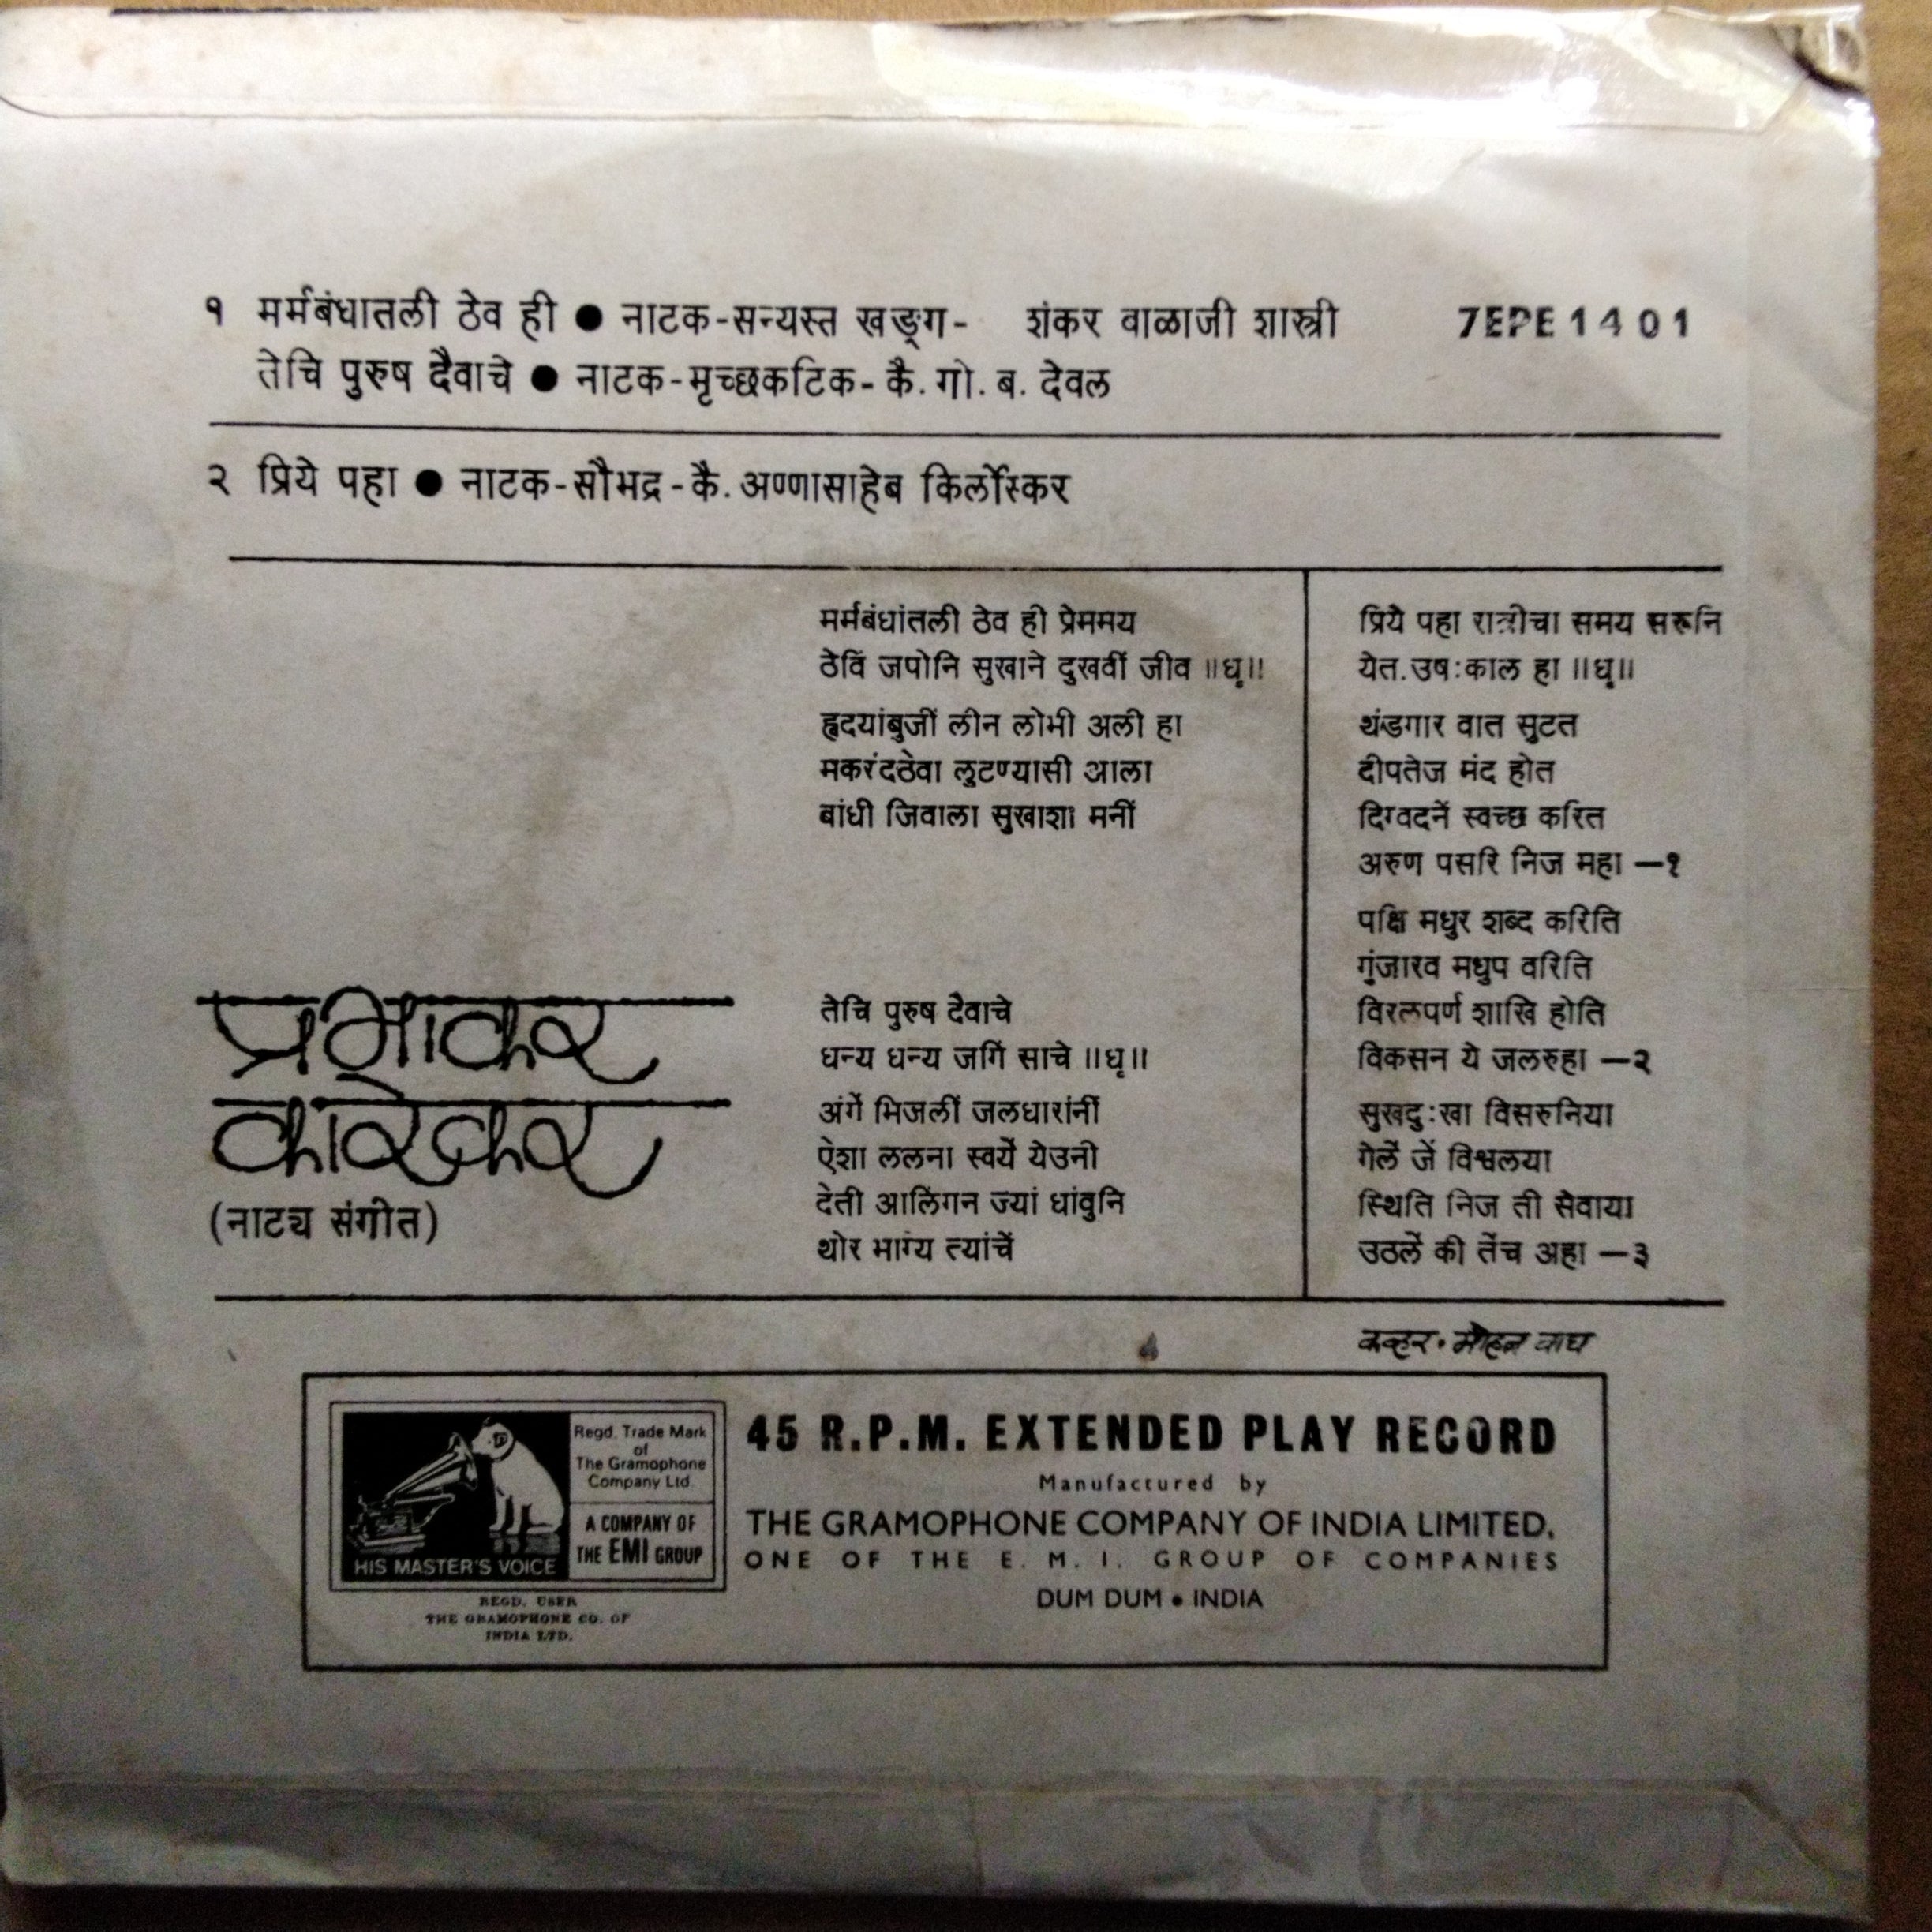 १ मर्मबंधातली ठेव ही ● नाटक-सन्यस्त खड्ग- शंकर वाळाजी शास्त्री 7EPE 1401
तेचि पुरुष दैवाचे ● नाटक-मृच्छकटिक-कै. गो. ब. देवल
२ प्रिये पहा ● नाटक-सौभद्र-कै. अण्णासाहेब किर्लोस्कर
मर्मबंधांतली ठेव ही प्रेममय
ठेविं जपोनि सुखाने दुखवीं जीव ॥धृ॥
हृदयांबुजीं लीन लोभी अली हा
मकरंदठेवा लुटण्यासी आला
बांधी जिवाला सुखाशा मनीं
प्रभाकर
कारेकर
(नाट्य संगीत)
तेचि पुरुष दैवाचे
धन्य धन्य जगिं साचे ॥धृ॥
अंगें भिजलीं जलधारांनीं
ऐशा ललना स्वयें येउनी
देती आलिंगन ज्यां धांवुनि
थोर भाग्य त्यांचें
प्रिये पहा रात्रीचा समय सरूनि
येत.उषःकाल हा ॥धृ॥
थंडगार वात सुटत
दीपतेज मंद होत
दिग्वदनें स्वच्छ करित
अरुण पसरि निज महा —१
पक्षि मधुर शब्द करिति
गुंजारव मधुप वरिति
विरलपर्ण शाखि होति
विकसन ये जलरुहा —२
सुखदुःखा विसरुनिया
गेलें जें विश्वलया
स्थिति निज ती सेवाया
उठलें की तेंच अहा —३
कव्हर • मोहन वाघ
HIS MASTER'S VOICE
Regd. Trade Mark
of
The Gramophone
Company Ltd.
A COMPANY OF
THE EMI GROUP
REGD. USER
THE GRAMOPHONE CO. OF
INDIA LTD.
45 R.P.M. EXTENDED PLAY RECORD
Manufactured by
THE GRAMOPHONE COMPANY OF INDIA LIMITED.
ONE OF THE E. M. I. GROUP OF COMPANIES
DUM DUM • INDIA